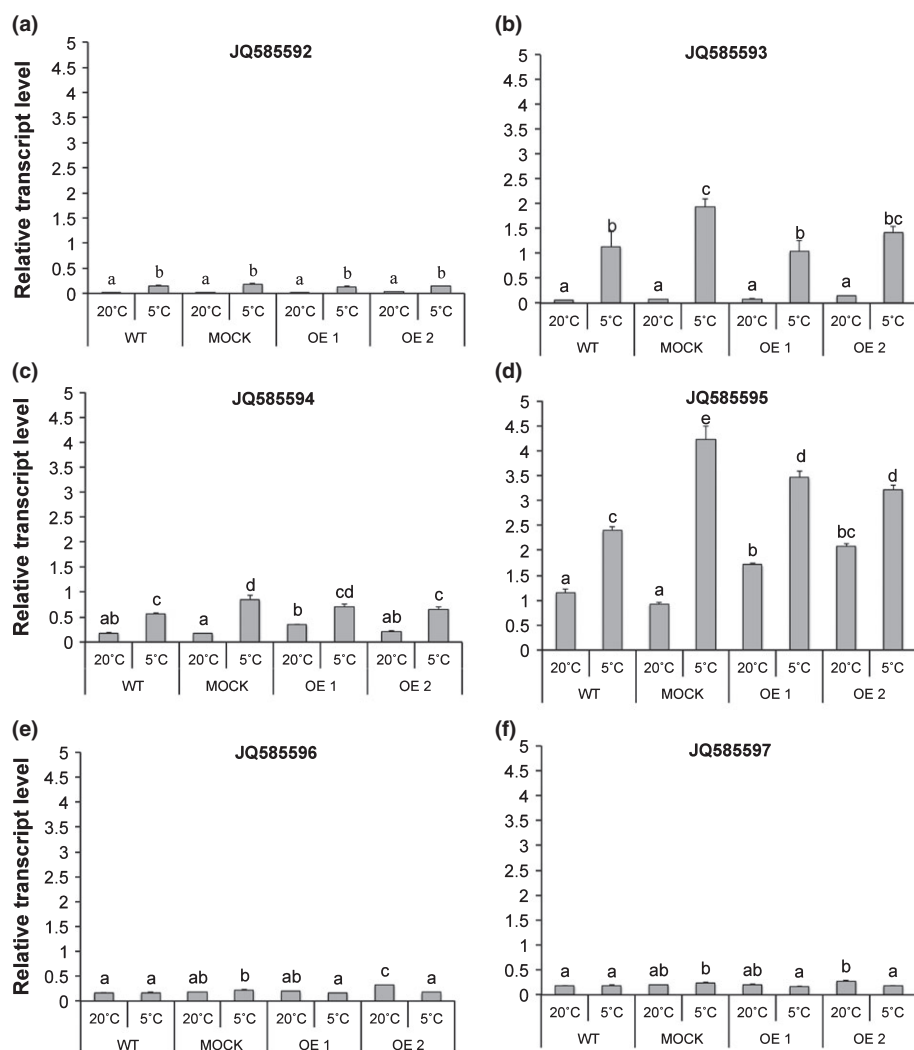 (a)
JQ585592
Relative transcript level
5
4.5
4
3.5
3
2.5
2
1.5
1
0.5
0
a b a b a b a b
20°C 5°C 20°C 5°C 20°C 5°C 20°C 5°C
WT MOCK OE 1 OE 2
(b)
JQ585593
5
4.5
4
3.5
3
2.5
2
1.5
1
0.5
0
a b a c a b a bc
20°C 5°C 20°C 5°C 20°C 5°C 20°C 5°C
WT MOCK OE 1 OE 2
(c)
JQ585594
Relative transcript level
5
4.5
4
3.5
3
2.5
2
1.5
1
0.5
0
ab c a d b cd ab c
20°C 5°C 20°C 5°C 20°C 5°C 20°C 5°C
WT MOCK OE 1 OE 2
(d)
JQ585595
5
4.5
4
3.5
3
2.5
2
1.5
1
0.5
0
a c a e b d bc d
20°C 5°C 20°C 5°C 20°C 5°C 20°C 5°C
WT MOCK OE 1 OE 2
(e)
JQ585596
Relative transcript level
5
4.5
4
3.5
3
2.5
2
1.5
1
0.5
0
a a ab b ab a c a
20°C 5°C 20°C 5°C 20°C 5°C 20°C 5°C
WT MOCK OE 1 OE 2
(f)
JQ585597
5
4.5
4
3.5
3
2.5
2
1.5
1
0.5
0
a a ab b ab a b a
20°C 5°C 20°C 5°C 20°C 5°C 20°C 5°C
WT MOCK OE 1 OE 2